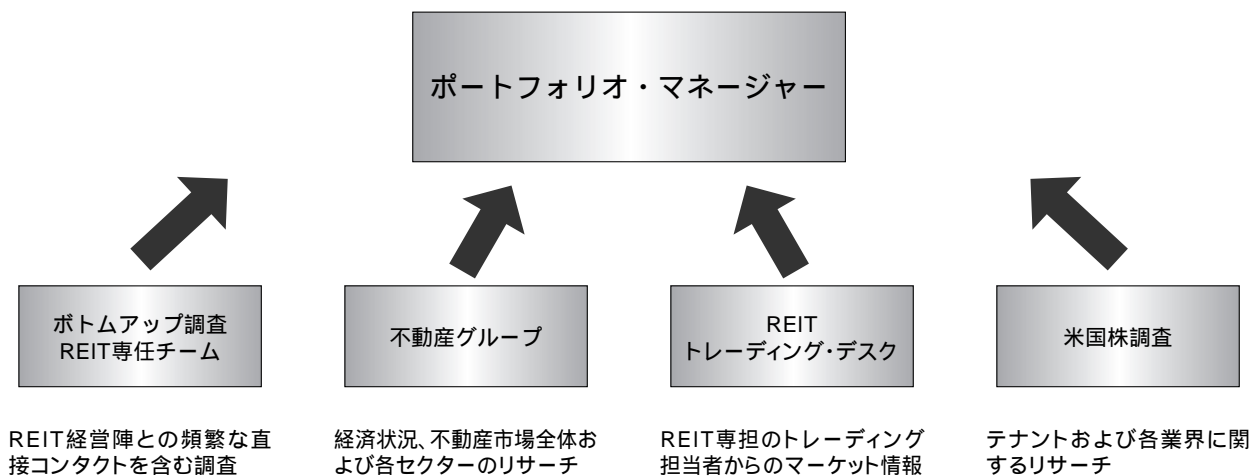 ポートフォリオ・マネージャー
ボトムアップ調査
REIT専任チーム
不動産グループ
REIT
トレーディング・デスク
米国株調査
REIT経営陣との頻繁な直
接コンタクトを含む調査
経済状況、不動産市場全体お
よび各セクターのリサーチ
REIT専担のトレーディング
担当者からのマーケット情報
テナントおよび各業界に関
するリサーチ